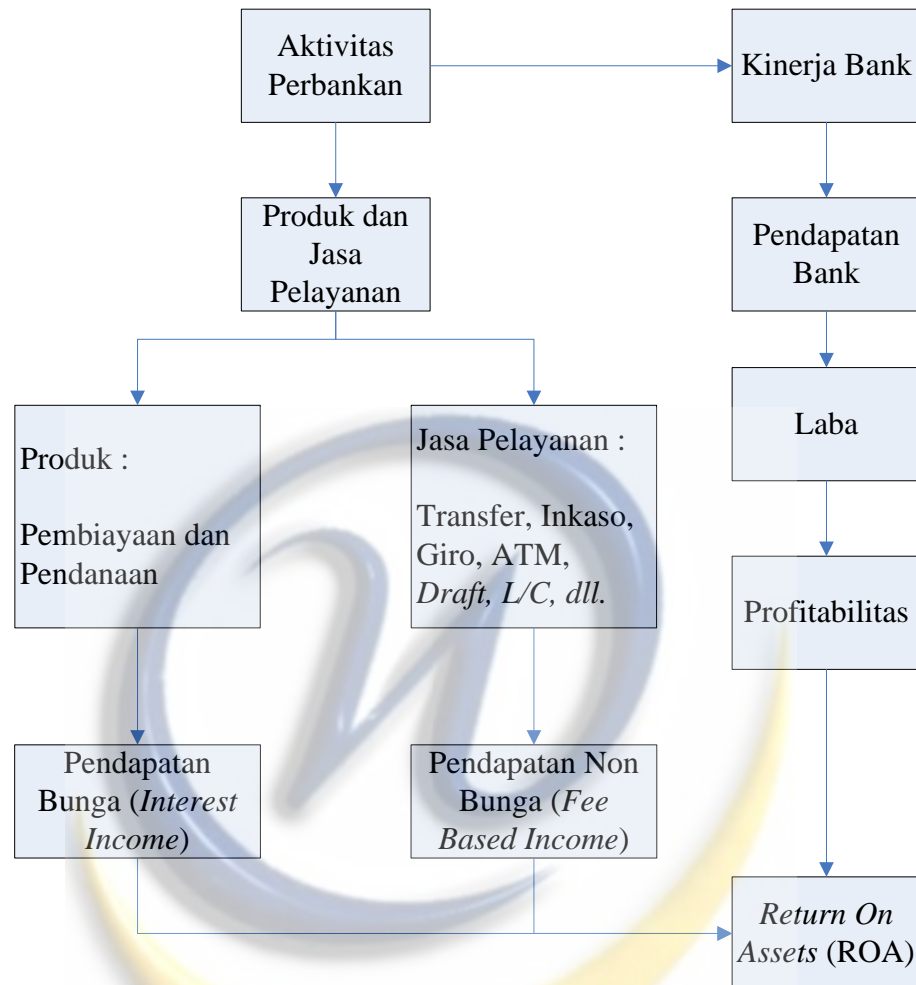 Aktivitas
Perbankan
Kinerja Bank
Produk dan
Jasa
Pelayanan
Pendapatan
Bank
Produk :
Pembiayaan dan
Pendanaan
Jasa Pelayanan :
Transfer, Inkaso,
Giro, ATM,
Draft, L/C, dll.
Laba
Profitabilitas
Pendapatan
Bunga (Interest
Income)
Pendapatan Non
Bunga (Fee
Based Income)
Return On
Assets (ROA)